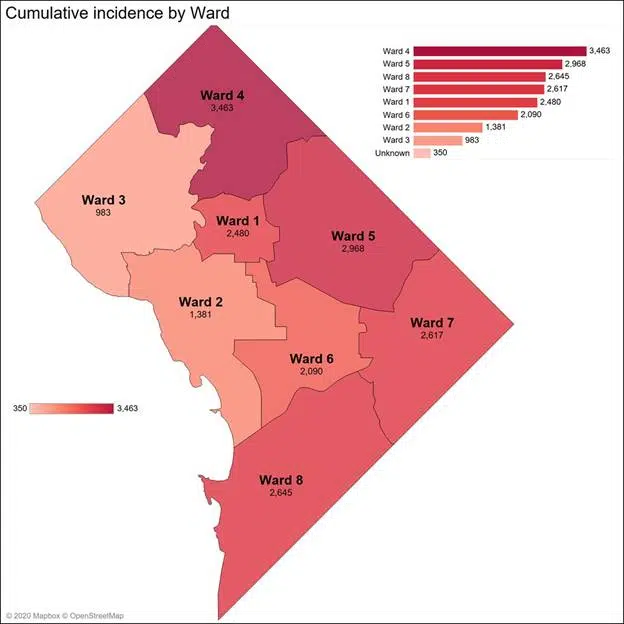 Cumulative incidence by Ward
Ward 4 3,463
Ward 5 2,968
Ward 8 2,645
Ward 7 2,617
Ward 1 2,480
Ward 6 2,090
Ward 2 1,381
Ward 3 983
Unknown 350
Ward 4
3,463
Ward 3
983
Ward 1
2,480
Ward 5
2,968
Ward 2
1,381
Ward 7
2,617
Ward 6
2,090
350 3,463
Ward 8
2,645
© 2020 Mapbox © OpenStreetMap